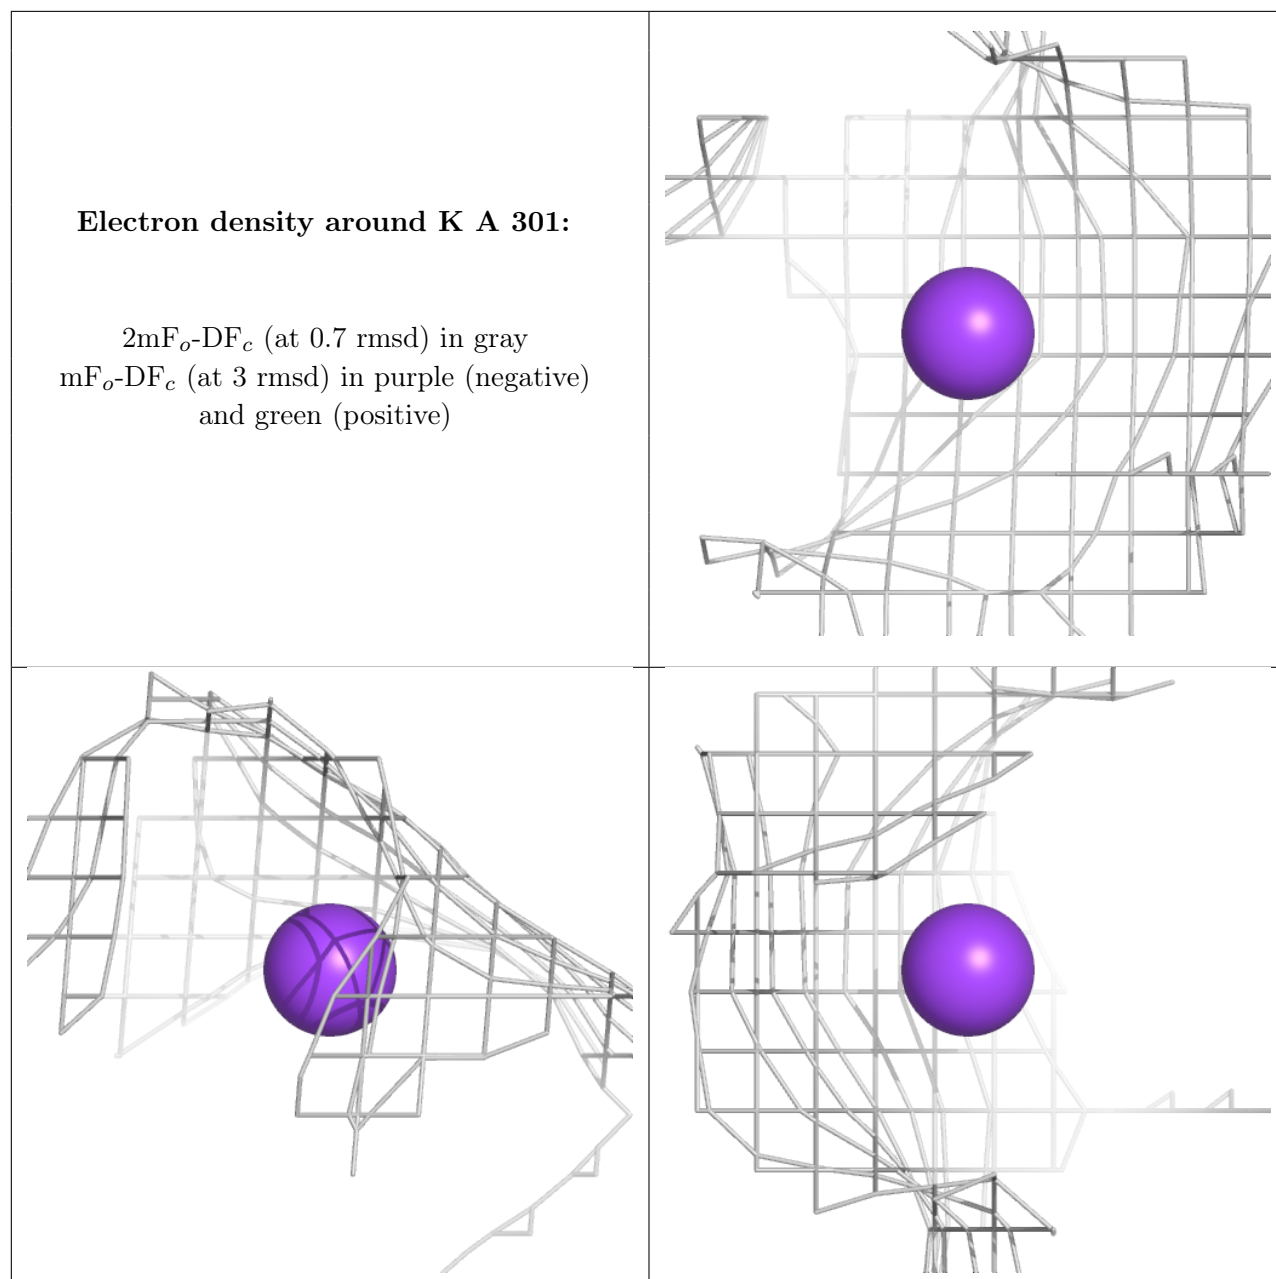 Electron density around K A 301:
2mFo-DFc (at 0.7 rmsd) in gray
mFo-DFc (at 3 rmsd) in purple (negative)
and green (positive)